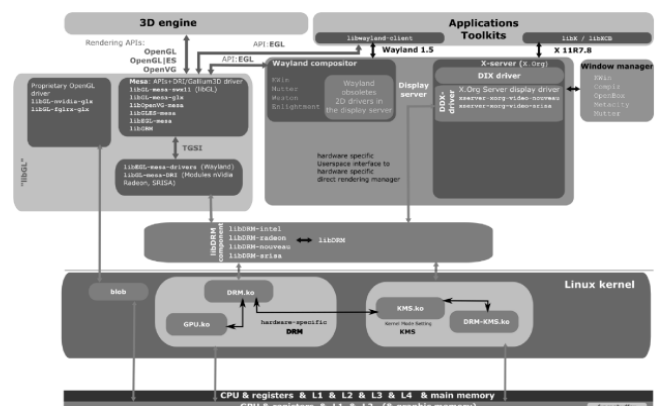 3D engine
Applications
Toolkits
libwayland-client
libX / libXCB
Rendering APIs:
OpenGL
OpenGL|ES
OpenVG
API:EGL
API:EGL
Wayland 1.5
X 11R7.8
Proprietary OpenGL
driver
libGL-nvidia-glx
libGL-fglrx-glx
Mesa: APIs+DRI/Gallium3D driver
libGL-mesa-swx11 (libGL)
libGL-mesa-glx
libOpenVG-mesa
libGLES-mesa
libEGL-mesa
libDRM
TGSI
libEGL-mesa-drivers (Wayland)
libGL-mesa-DRI (Modules nVidia
Radeon, SRISA)
"libGL"
Wayland compositor
KWin
Mutter
Weston
Enlightment
Wayland
obsoletes
2D drivers in
the display server
Display
server
X-server (X.Org)
DIX driver
DDX-
driver
X.Org Server display driver
xserver-xorg-video-nouveau
xserver-xorg-video-srisa
Window manager
KWin
Compiz
OpenBox
Metacity
Mutter
hardware specific
Userspace interface to
hardware specific
direct rendering manager
libDRM
component
libDRM-intel
libDRM-radeon
libDRM-nouveau
libDRM-srisa
libDRM
Linux kernel
blob
DRM.ko
GPU.ko
hardware-specific
DRM
KMS.ko
Kernel Mode Setting
KMS
DRM-KMS.ko
CPU & registers & L1 & L2 & L3 & L4 & main memory